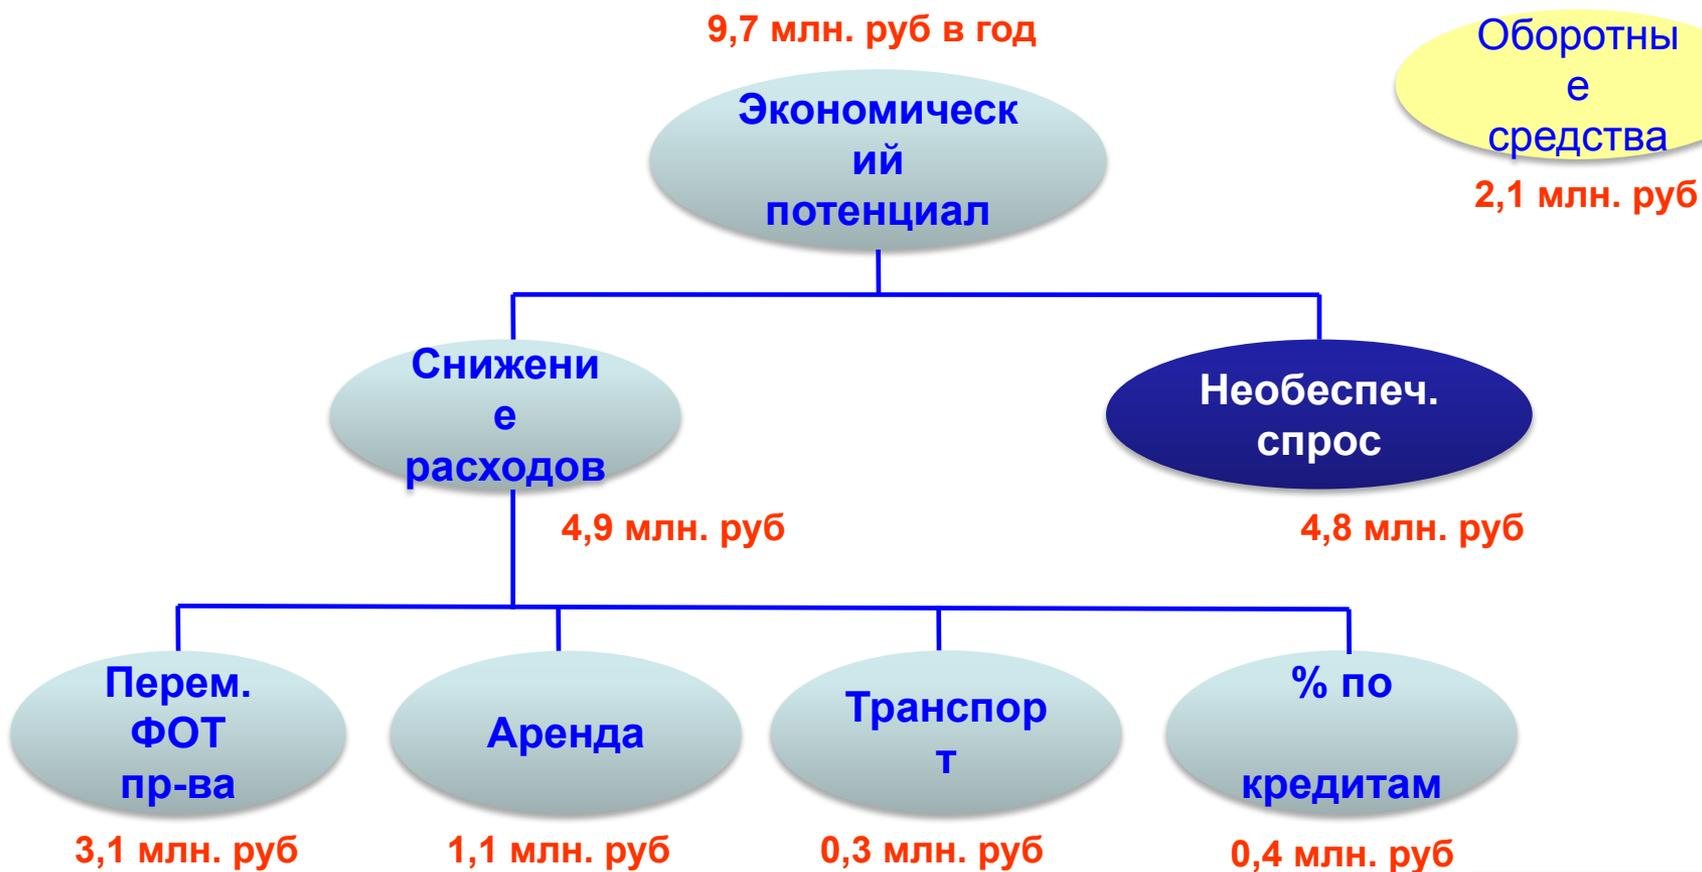 9,7 млн. руб в год
Экономическ
ий
потенциал
Оборотны
е
средства
2,1 млн. руб
Снижени
е
расходов
4,9 млн. руб
Необеспеч.
спрос
4,8 млн. руб
Перем.
ФОТ
пр-ва
3,1 млн. руб
Аренда
1,1 млн. руб
Транспор
т
0,3 млн. руб
% по
кредитам
0,4 млн. руб